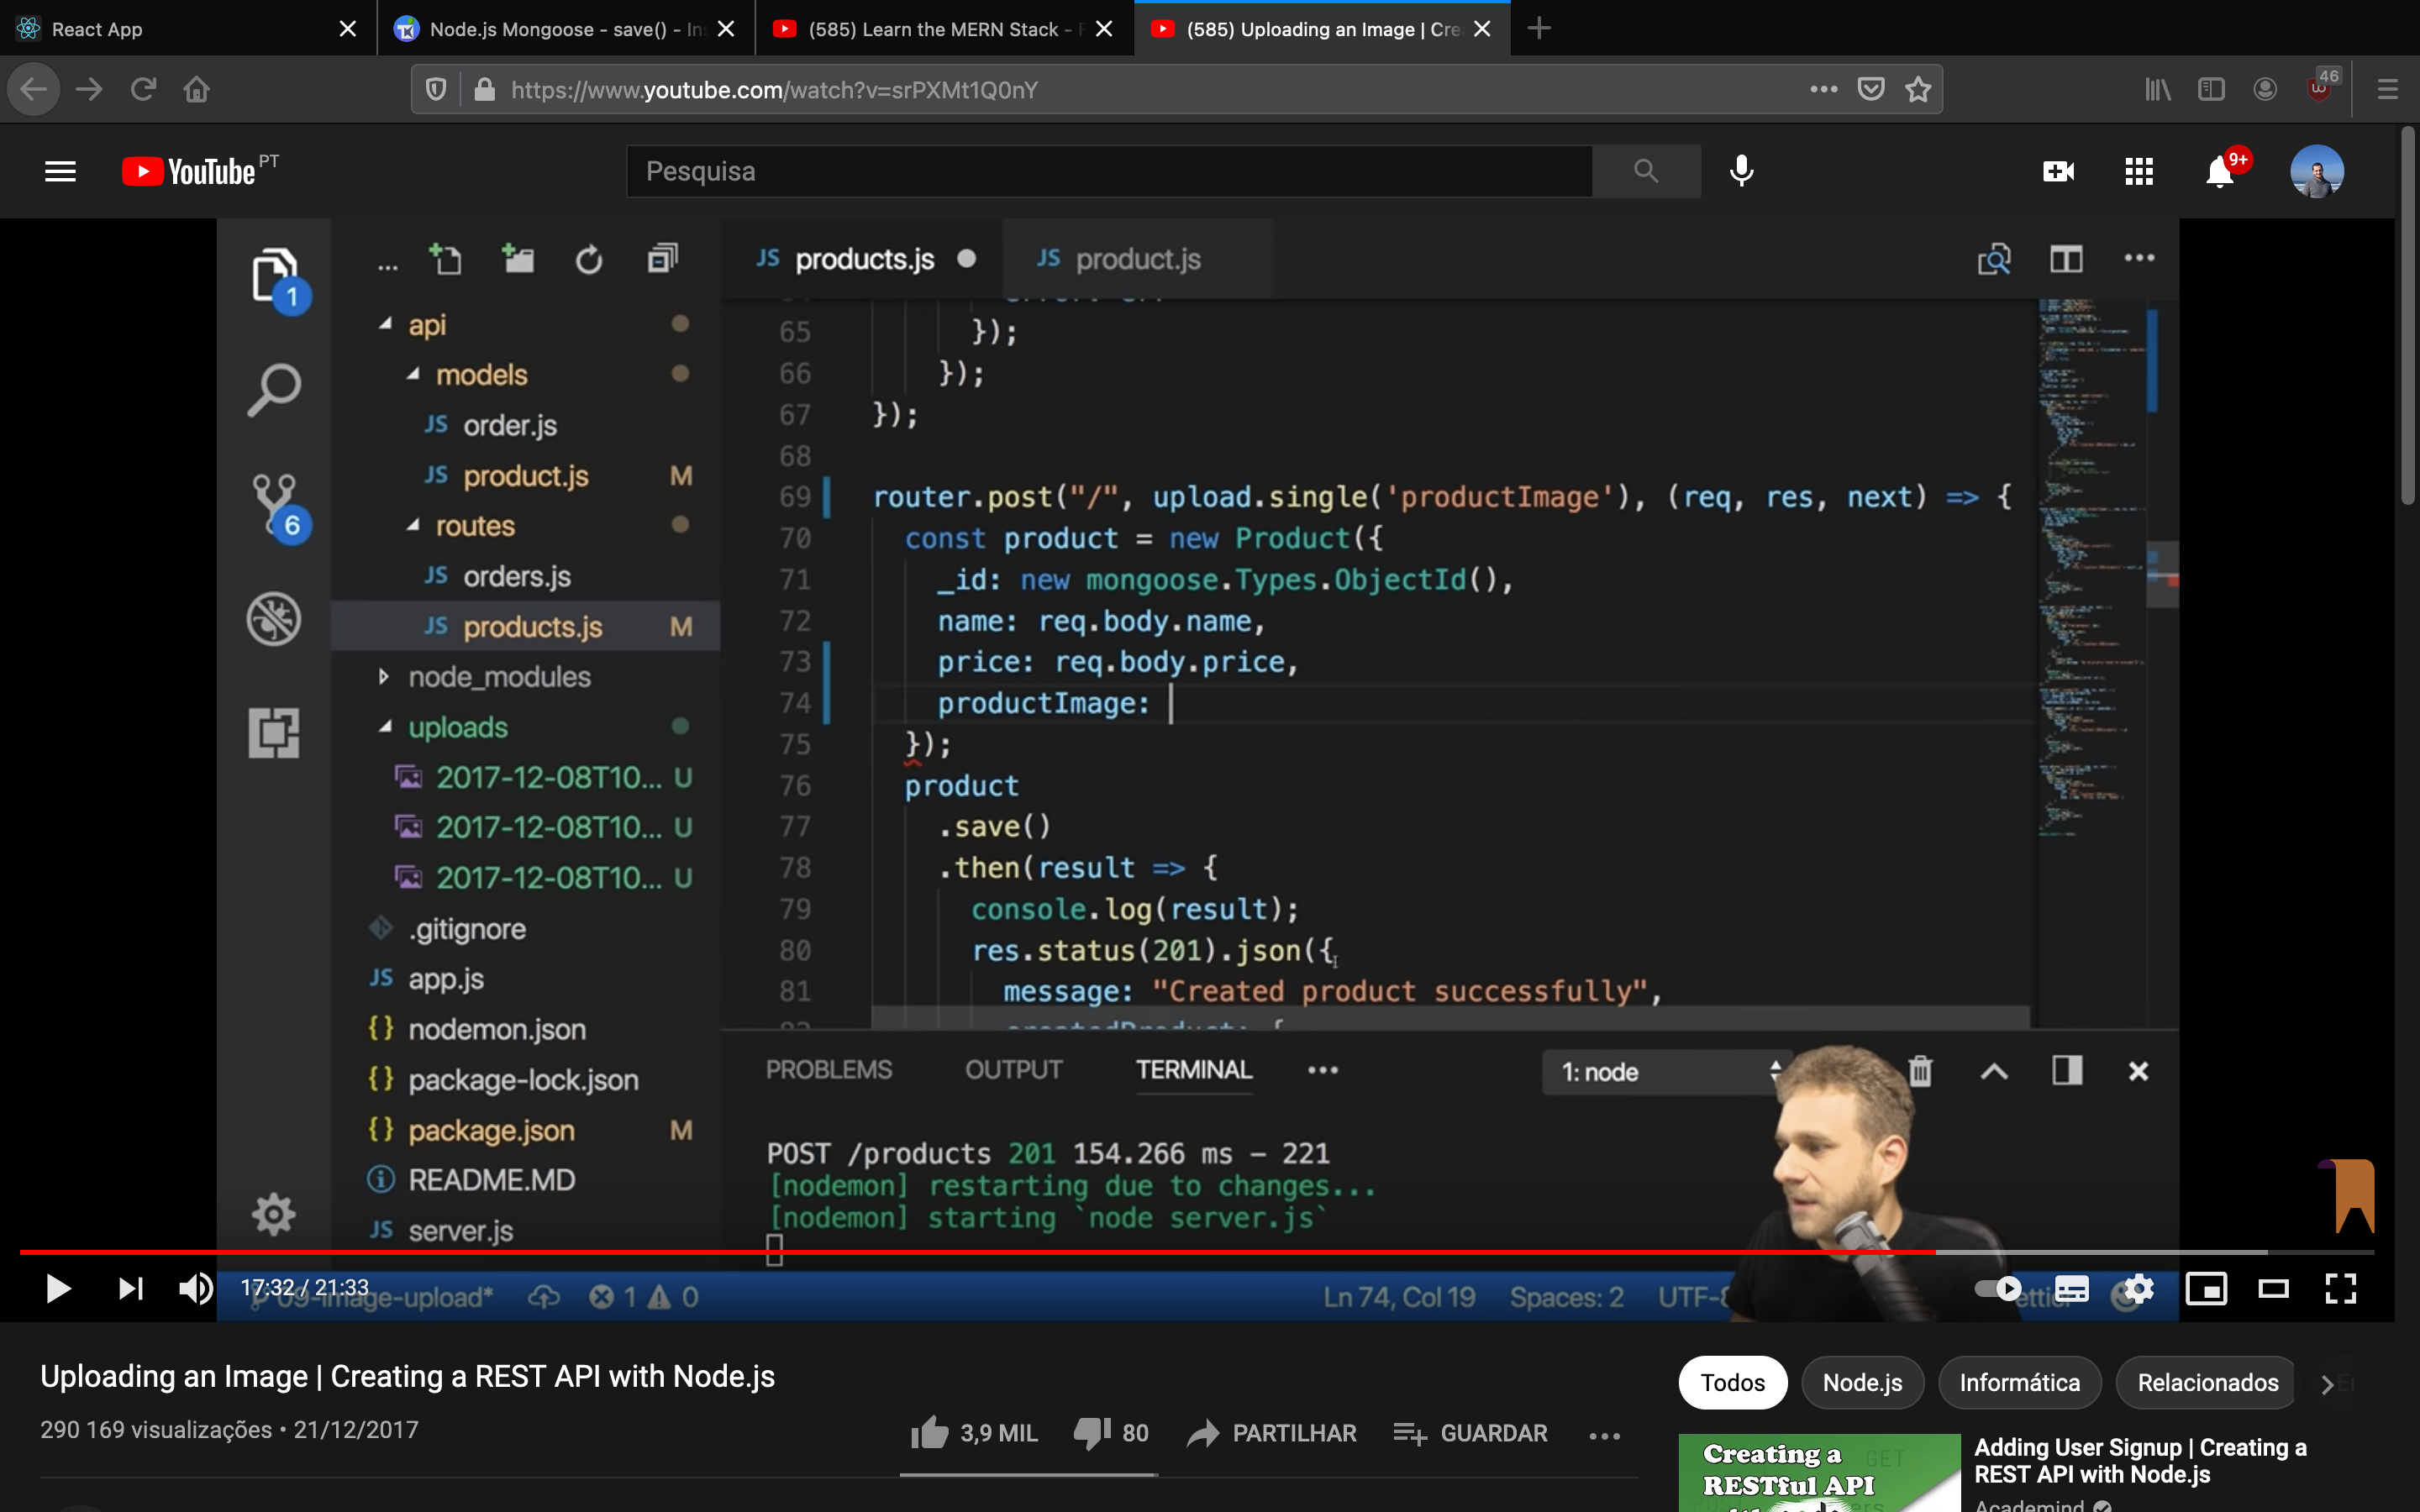 React App
Node.js Mongoose - save() - Ins
(585) Learn the MERN Stack -
(585) Uploading an Image | Cre
https://www.youtube.com/watch?v=srPXMt1Q0nY
46
YouTube PT
Pesquisa
9+
1
6
...
api
models
JS order.js
JS product.js M
routes
JS orders.js
JS products.js M
node_modules
uploads
2017-12-08T10... U
2017-12-08T10... U
2017-12-08T10... U
.gitignore
JS app.js
{} nodemon.json
{} package-lock.json
{} package.json M
README.MD
JS server.js
JS products.js
JS product.js
65 });
66 });
67 });
68
69 router.post("/", upload.single('productImage'), (req, res, next) => {
70 const product = new Product({
71 _id: new mongoose.Types.ObjectId(),
72 name: req.body.name,
73 price: req.body.price,
74 productImage:
75 });
76 product
77 .save()
78 .then(result => {
79 console.log(result);
80 res.status(201).json({
81 message: "Created product successfully",
createdProduct: {
PROBLEMS OUTPUT TERMINAL
1: node
POST /products 201 154.266 ms - 221
[nodemon] restarting due to changes...
[nodemon] starting `node server.js`
17:32 / 21:33
09-image-upload* 1 0 Ln 74, Col 19 Spaces: 2 UTF-8
Uploading an Image | Creating a REST API with Node.js
290 169 visualizações • 21/12/2017
3,9 MIL 80 PARTILHAR GUARDAR
Todos Node.js Informática Relacionados
Creating a
RESTful API
GET
Adding User Signup | Creating a
REST API with Node.js
Academind